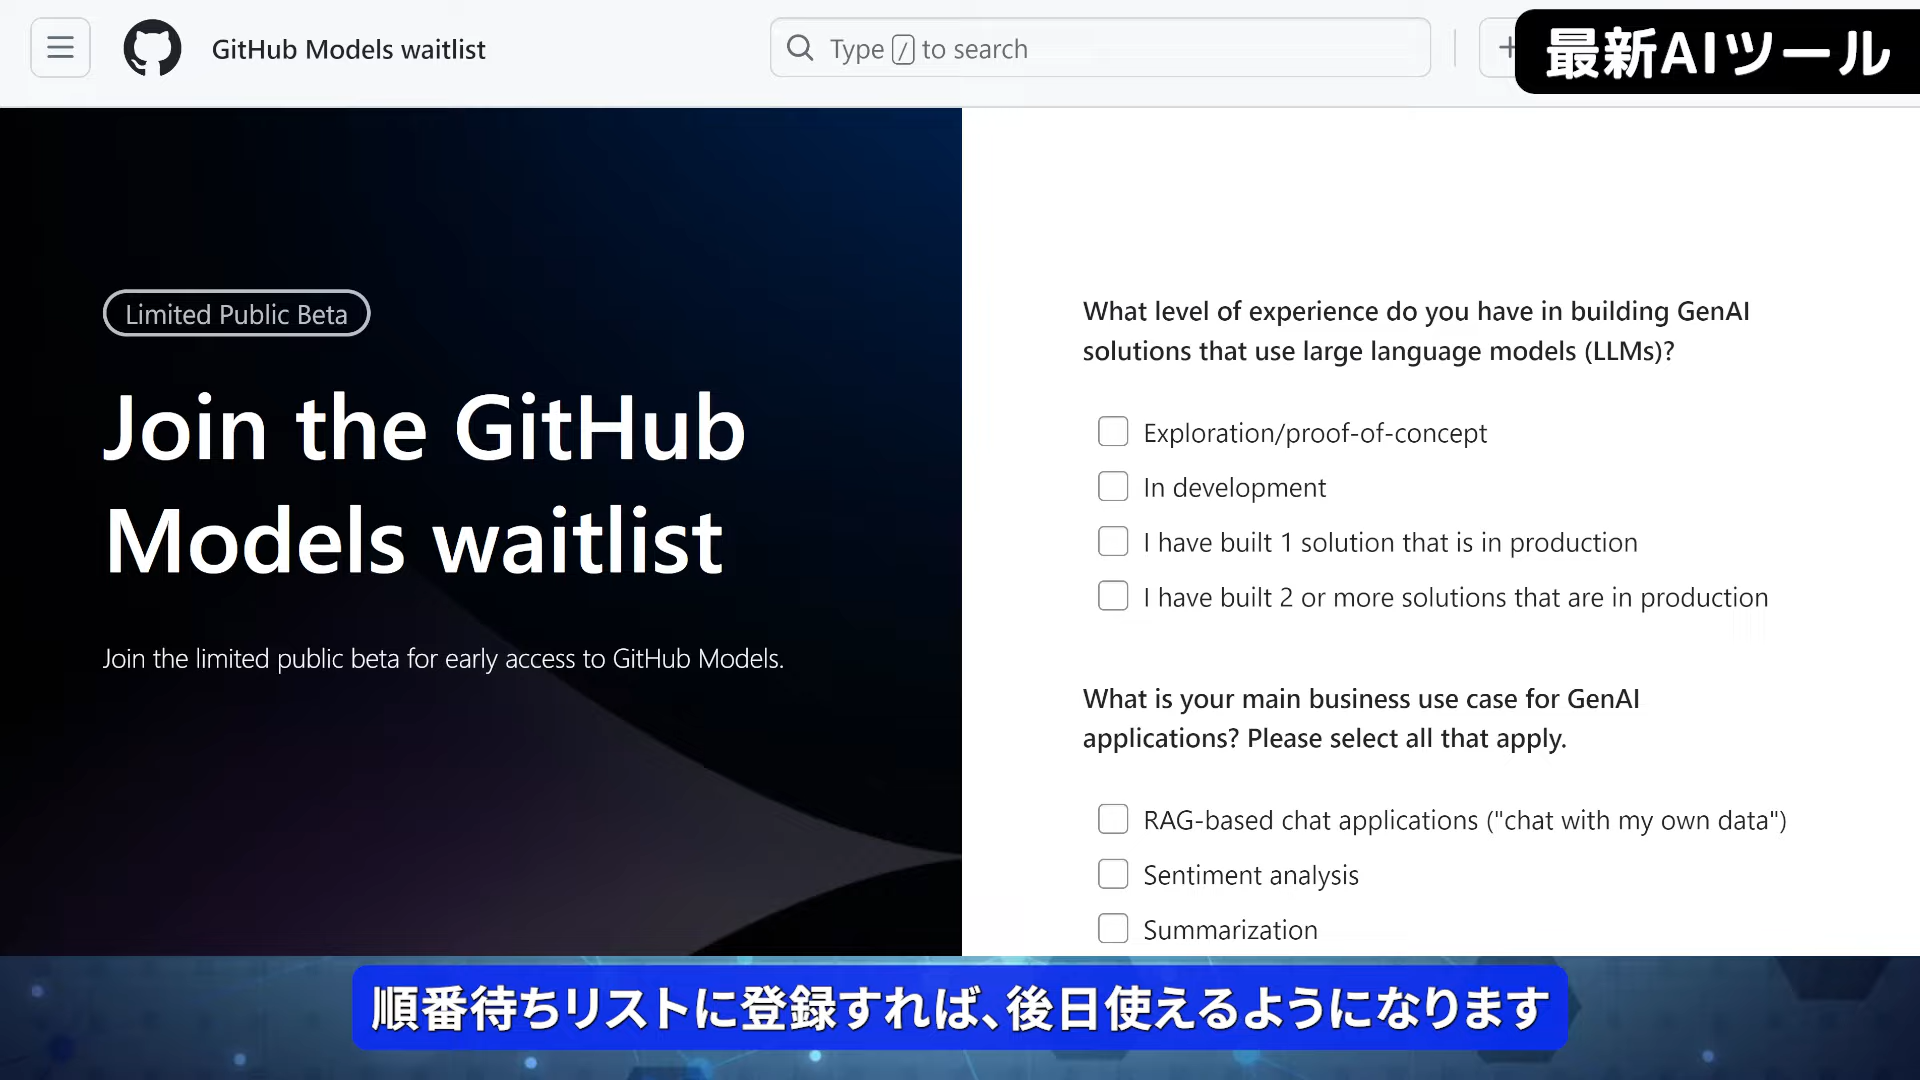 GitHub Models waitlist
Type / to search
最新AIツール
Limited Public Beta
Join the GitHub
Models waitlist
Join the limited public beta for early access to GitHub Models.
What level of experience do you have in building GenAI
solutions that use large language models (LLMs)?
Exploration/proof-of-concept
In development
I have built 1 solution that is in production
I have built 2 or more solutions that are in production
What is your main business use case for GenAI
applications? Please select all that apply.
RAG-based chat applications ("chat with my own data")
Sentiment analysis
Summarization
順番待ちリストに登録すれば、後日使えるようになります